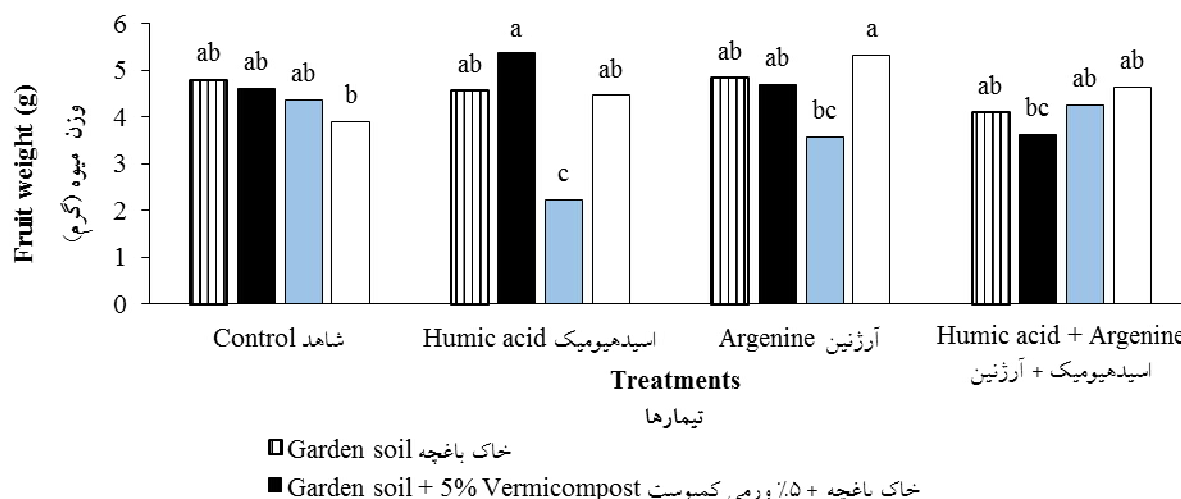 Fruit weight (g)
وزن میوه (گرم)
6
5
4
3
2
1
0
ab
ab
ab
b
ab
a
c
ab
ab
ab
bc
a
ab
bc
ab
ab
Control شاهد
Humic acid اسیدهیومیک
Argenine آرژنین
Humic acid + Argenine
اسیدهیومیک + آرژنین
Treatments
تیمارها
Garden soil خاک باغچه
Garden soil + 5% Vermicompost خاک باغچه + ۵٪ ورمی کمپوست